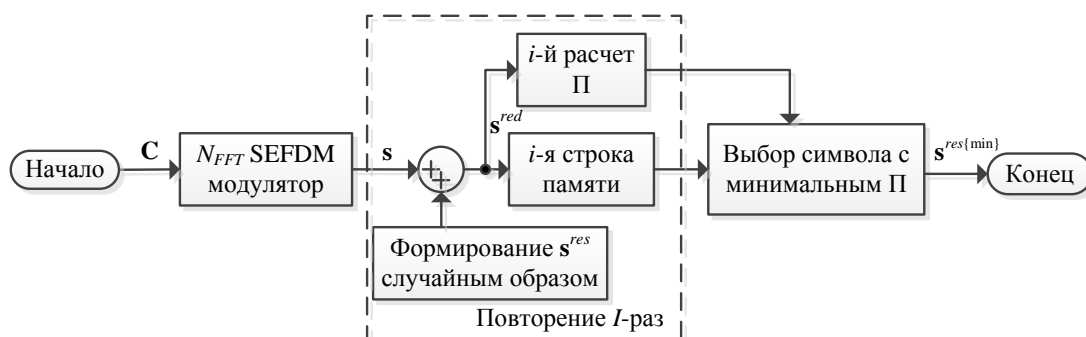 i-й расчет
П
s^red
Начало
C
N_FFT SEFDM
модулятор
s
++
i-я строка
памяти
Выбор символа с
минимальным П
s^res{min}
Конец
Формирование s^res
случайным образом
Повторение I-раз